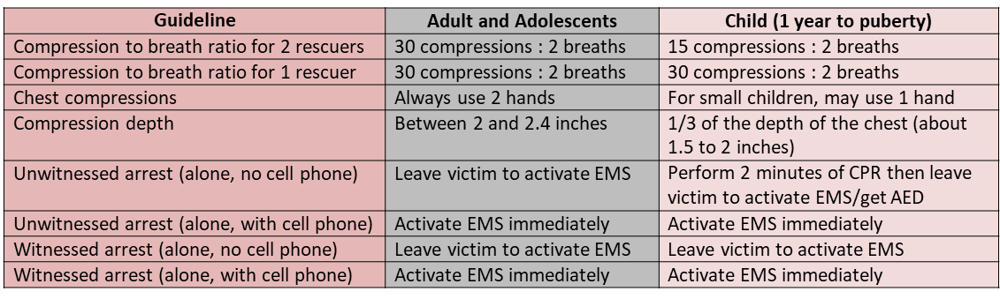 Guideline Adult and Adolescents Child (1 year to puberty)
Compression to breath ratio for 2 rescuers 30 compressions : 2 breaths 15 compressions : 2 breaths
Compression to breath ratio for 1 rescuer 30 compressions : 2 breaths 30 compressions : 2 breaths
Chest compressions Always use 2 hands For small children, may use 1 hand
Compression depth Between 2 and 2.4 inches 1/3 of the depth of the chest (about
1.5 to 2 inches)
Unwitnessed arrest (alone, no cell phone) Leave victim to activate EMS Perform 2 minutes of CPR then leave
victim to activate EMS/get AED
Unwitnessed arrest (alone, with cell phone) Activate EMS immediately Activate EMS immediately
Witnessed arrest (alone, no cell phone) Leave victim to activate EMS Leave victim to activate EMS
Witnessed arrest (alone, with cell phone) Activate EMS immediately Activate EMS immediately